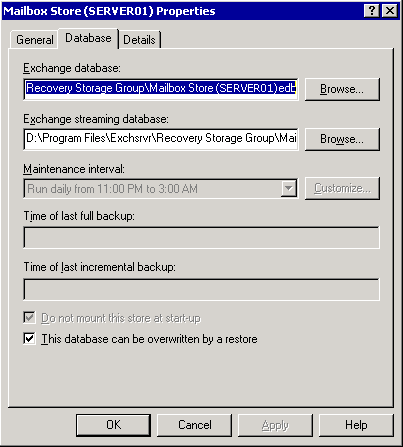 Mailbox Store (SERVER01) Properties
General Database Details
Exchange database:
Recovery Storage Group\Mailbox Store (SERVER01)edb
Browse...
Exchange streaming database:
D:\Program Files\Exchsrvr\Recovery Storage Group\Mai
Browse...
Maintenance interval:
Run daily from 11:00 PM to 3:00 AM
Customize...
Time of last full backup:
Time of last incremental backup:
Do not mount this store at start-up
This database can be overwritten by a restore
OK Cancel Apply Help